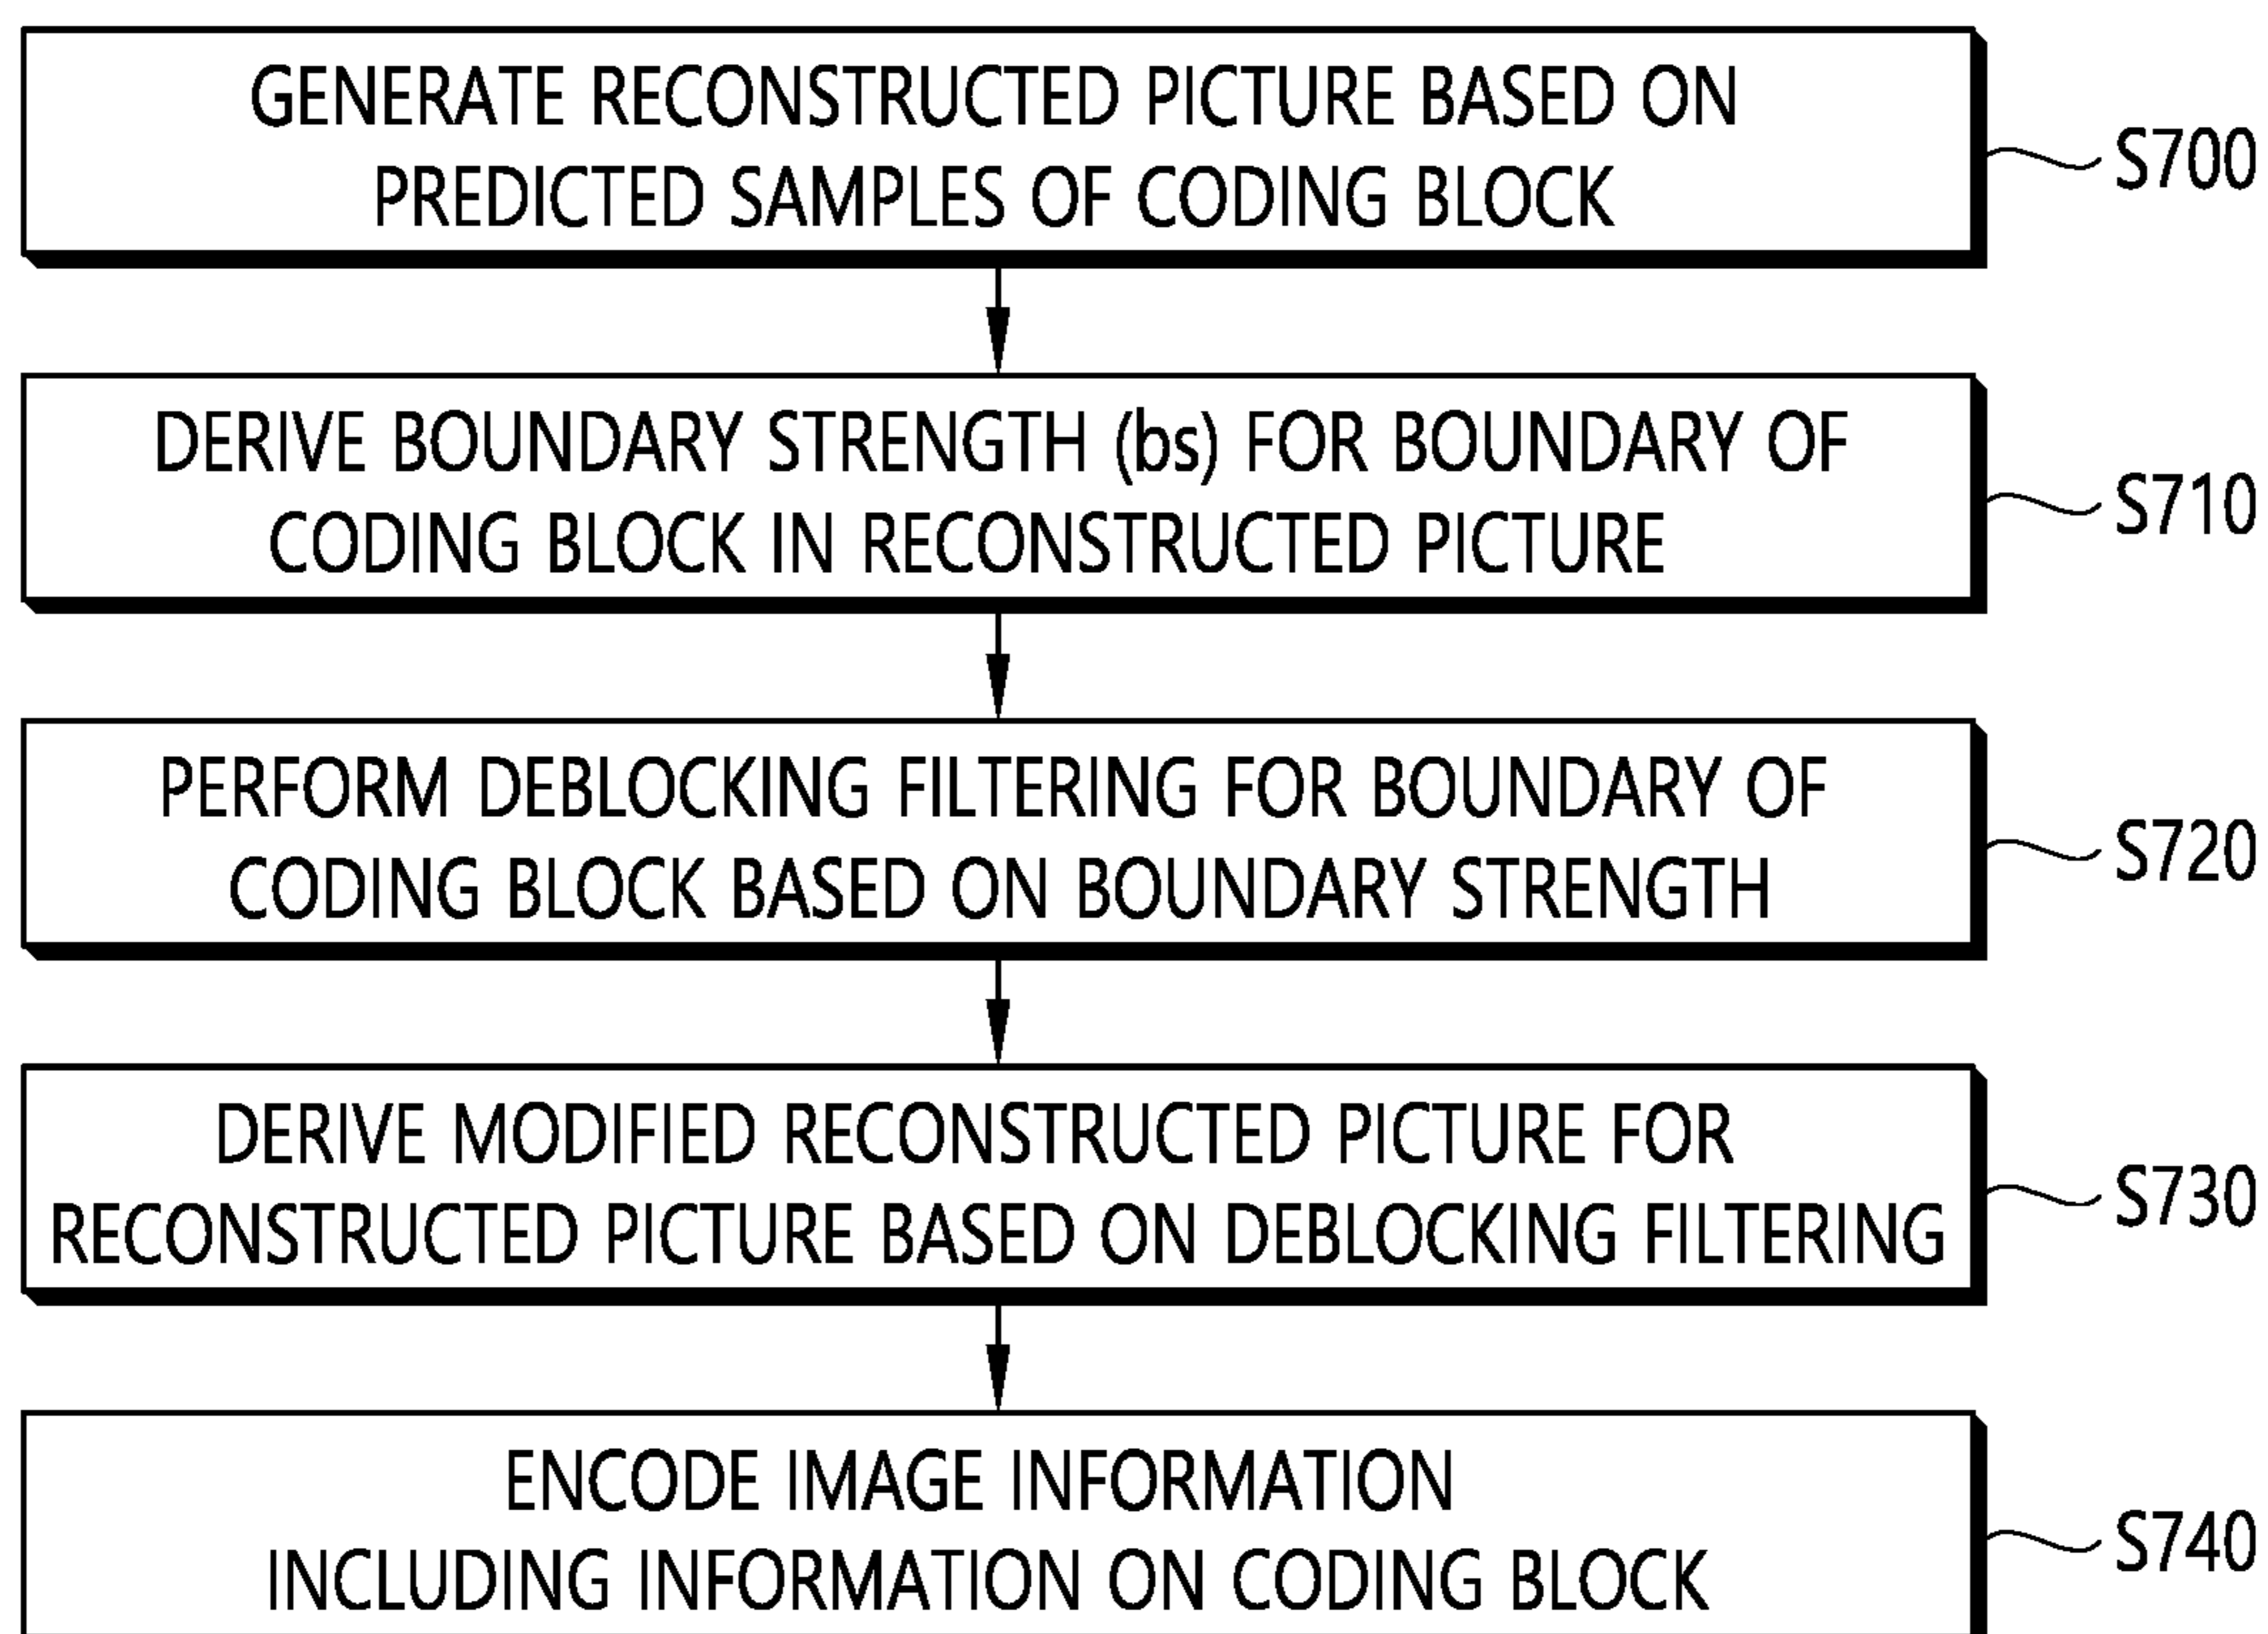 GENERATE RECONSTRUCTED PICTURE BASED ON
PREDICTED SAMPLES OF CODING BLOCK
S700
DERIVE BOUNDARY STRENGTH (bs) FOR BOUNDARY OF
CODING BLOCK IN RECONSTRUCTED PICTURE
S710
PERFORM DEBLOCKING FILTERING FOR BOUNDARY OF
CODING BLOCK BASED ON BOUNDARY STRENGTH
S720
DERIVE MODIFIED RECONSTRUCTED PICTURE FOR
RECONSTRUCTED PICTURE BASED ON DEBLOCKING FILTERING
S730
ENCODE IMAGE INFORMATION
INCLUDING INFORMATION ON CODING BLOCK
S740